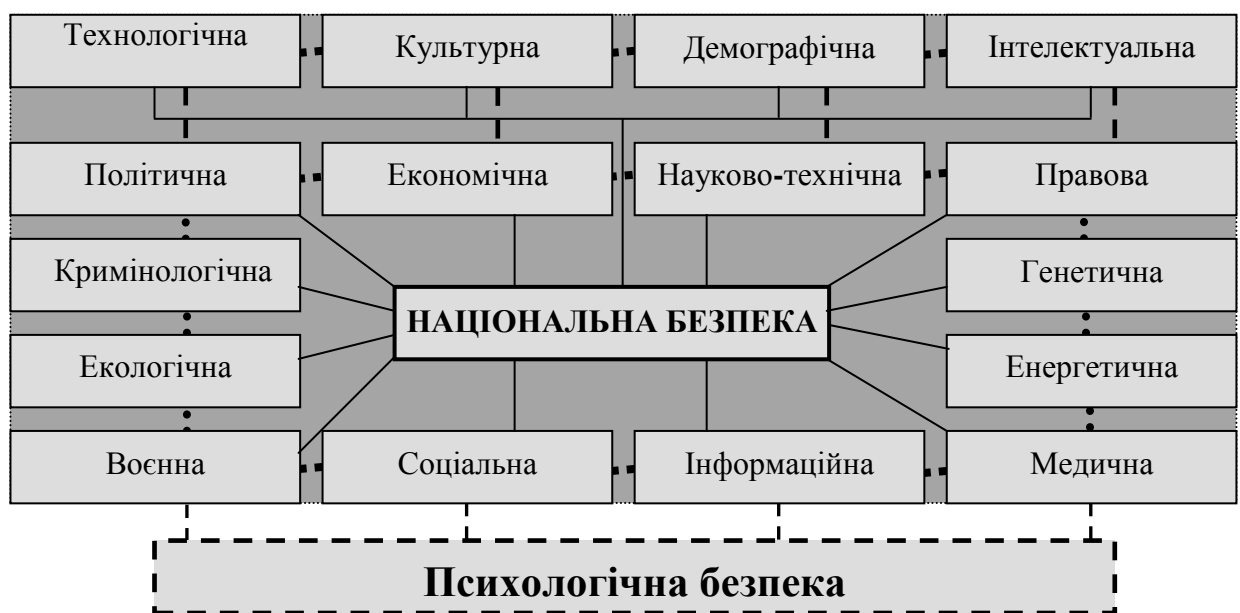 Технологічна
Культурна
Демографічна
Інтелектуальна
Політична
Економічна
Науково-технічна
Правова
Кримінологічна
Генетична
НАЦІОНАЛЬНА БЕЗПЕКА
Екологічна
Енергетична
Воєнна
Соціальна
Інформаційна
Медична
Психологічна безпека